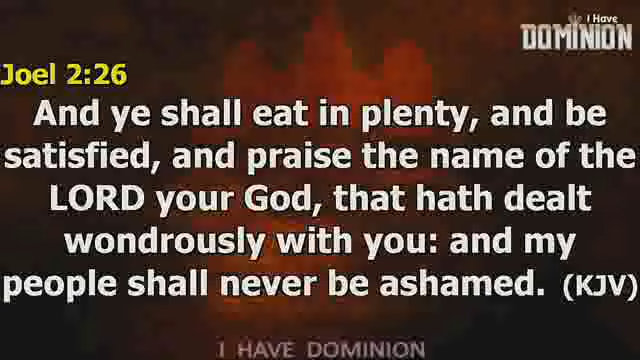 I Have
DOMINION
Joel 2:26
And ye shall eat in plenty, and be
satisfied, and praise the name of the
LORD your God, that hath dealt
wondrously with you: and my
people shall never be ashamed. (KJV)
I HAVE DOMINION